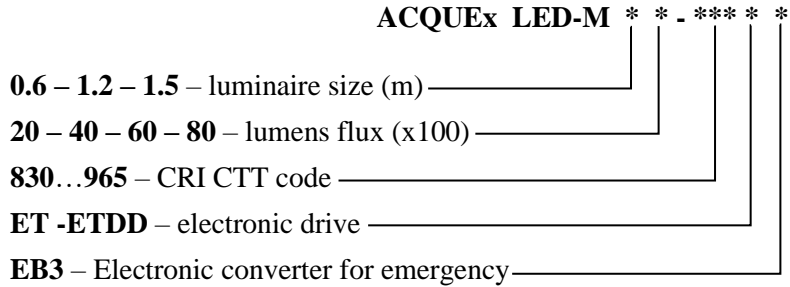 ACQUEx LED-M * * - *** * *
0.6 – 1.2 – 1.5 – luminaire size (m)
20 – 40 – 60 – 80 – lumens flux (x100)
830…965 – CRI CTT code
ET -ETDD – electronic drive
EB3 – Electronic converter for emergency